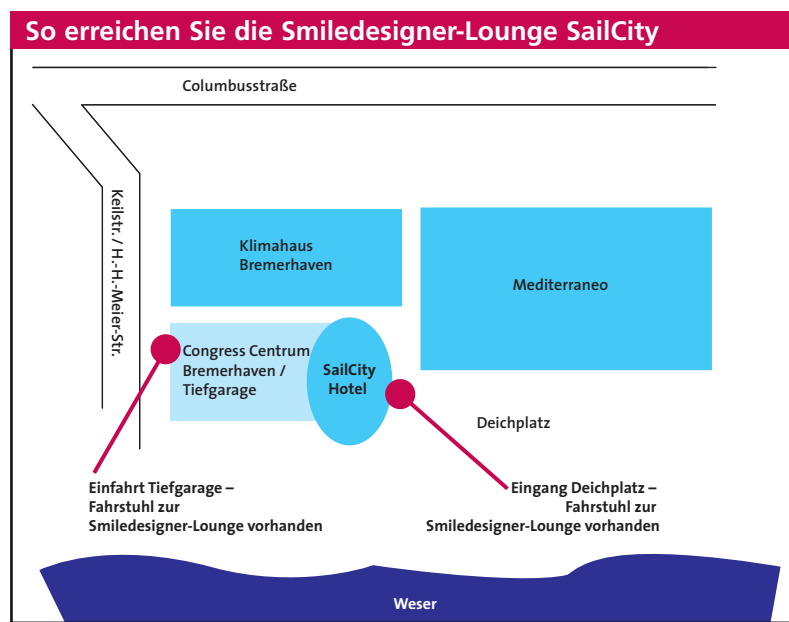 So erreichen Sie die Smiledesigner-Lounge SailCity
Columbusstraße
Keilstr. / H.-H.-Meier-Str.
Klimahaus
Bremerhaven
Mediterraneo
Congress Centrum
Bremerhaven /
Tiefgarage
SailCity
Hotel
Deichplatz
Einfahrt Tiefgarage –
Fahrstuhl zur
Smiledesigner-Lounge vorhanden
Eingang Deichplatz –
Fahrstuhl zur
Smiledesigner-Lounge vorhanden
Weser